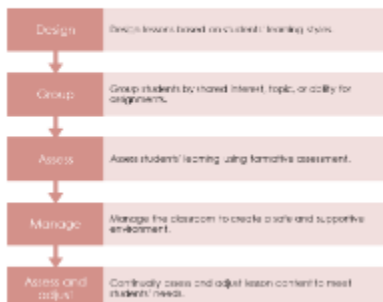 Design
Design lessons based on students' learning styles.
Group
Group students by shared interest, topic, or ability for
assignments.
Assess
Assess students' learning using formative assessment.
Manage
Manage the classroom to create a safe and supportive
environment.
Assess and
adjust
Continually assess and adjust lesson content to meet
students' needs.